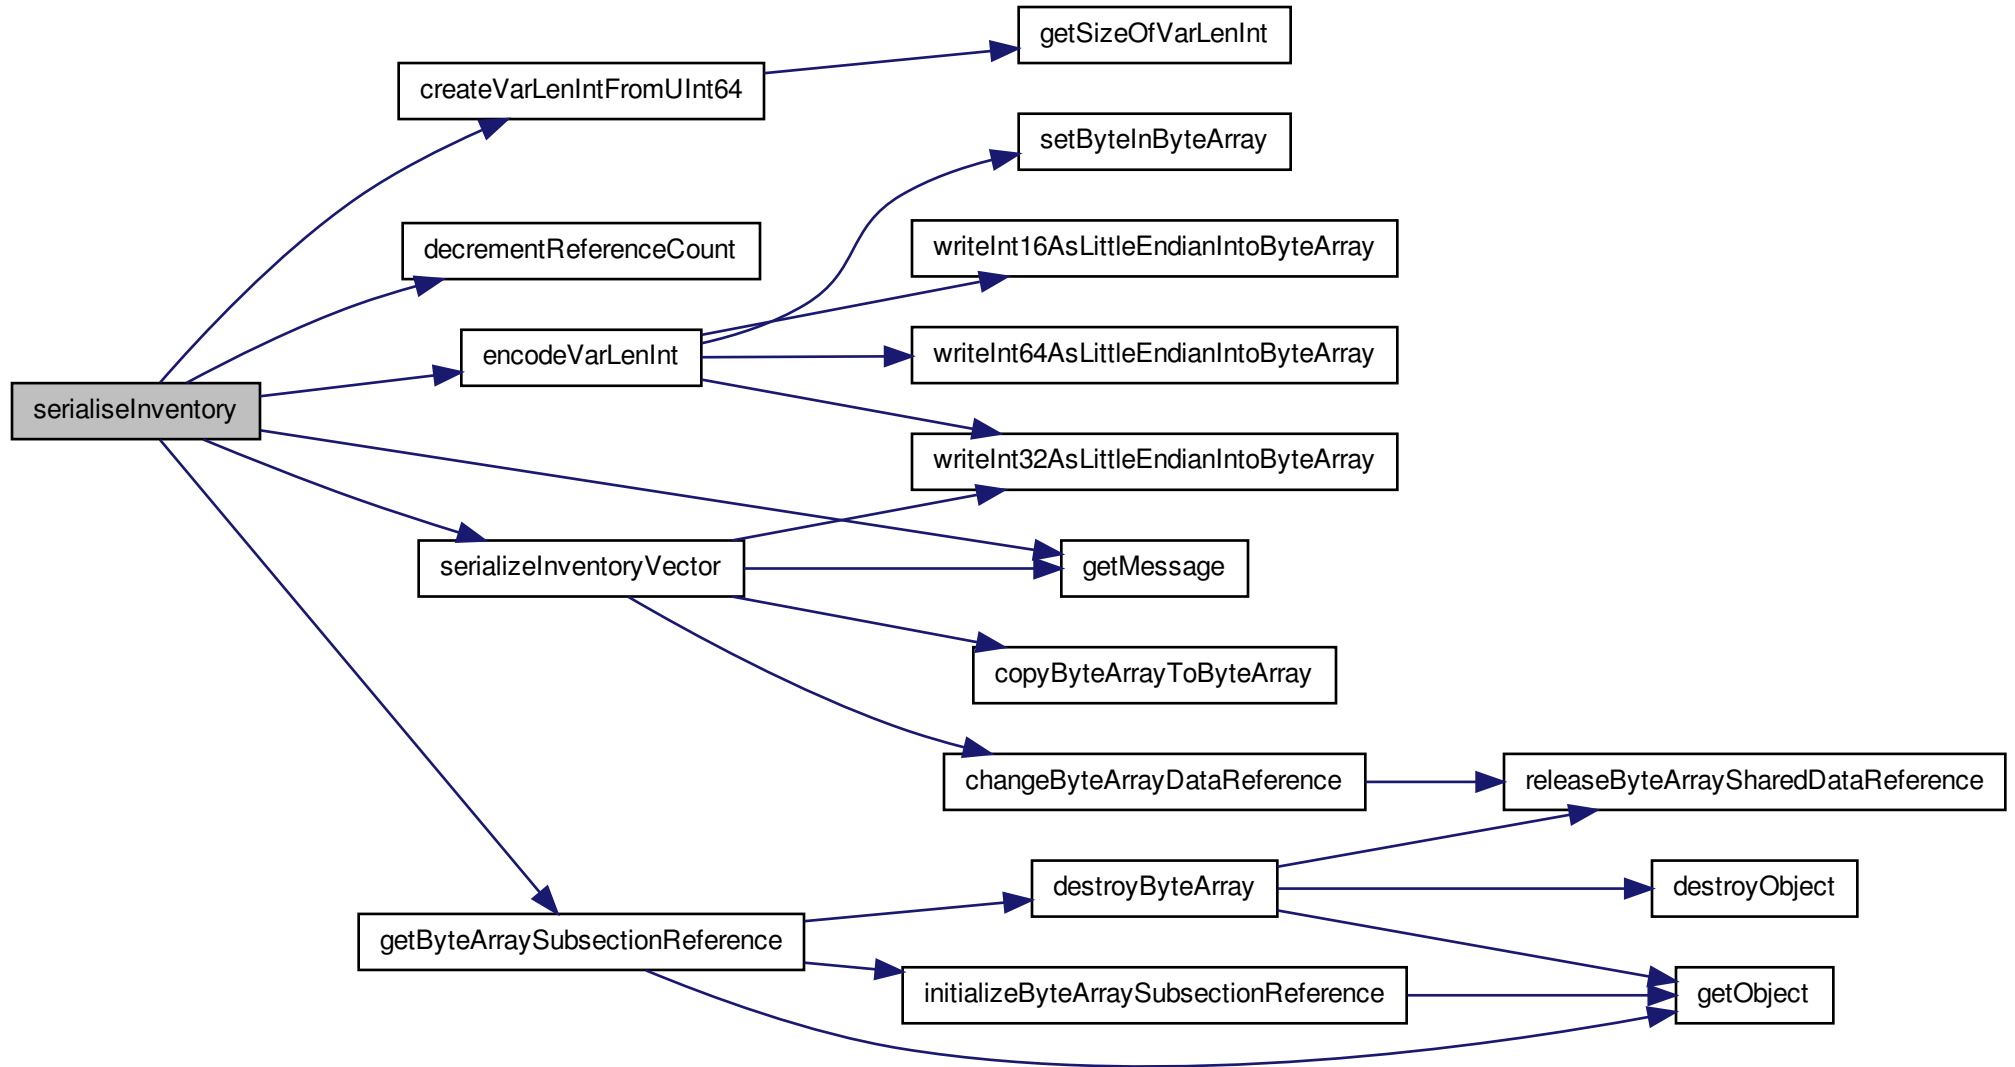 getSizeOfVarLenInt
createVarLenIntFromUInt64
setByteInByteArray
decrementReferenceCount
writeInt16AsLittleEndianIntoByteArray
encodeVarLenInt
writeInt64AsLittleEndianIntoByteArray
serialiseInventory
writeInt32AsLittleEndianIntoByteArray
serializeInventoryVector
getMessage
copyByteArrayToByteArray
changeByteArrayDataReference
releaseByteArraySharedDataReference
destroyByteArray
destroyObject
getByteArraySubsectionReference
initializeByteArraySubsectionReference
getObject